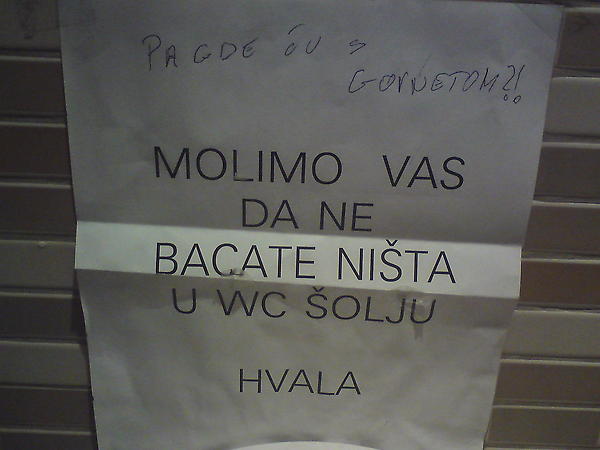 PA GDE ĆU S
GOVNETOM?!
MOLIMO VAS
DA NE
BACATE NIŠTA
U WC ŠOLJU
HVALA